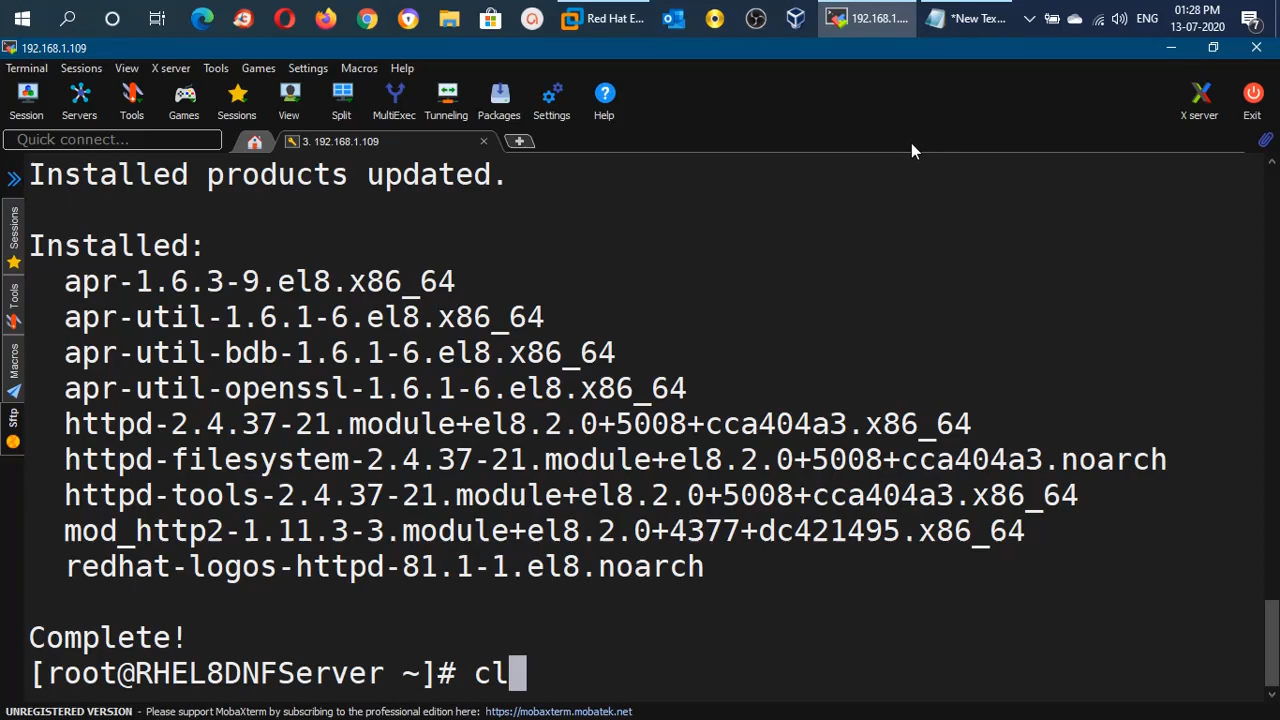 Red Hat E...
192.168.1....
*New Tex...
ENG
01:28 PM
13-07-2020
7
192.168.1.109
Terminal Sessions View X server Tools Games Settings Macros Help
Session Servers Tools Games Sessions View Split MultiExec Tunneling Packages Settings Help X server Exit
Quick connect...
3. 192.168.1.109
Sessions
Tools
Macros
Sftp
Installed products updated.
Installed:
apr-1.6.3-9.el8.x86_64
apr-util-1.6.1-6.el8.x86_64
apr-util-bdb-1.6.1-6.el8.x86_64
apr-util-openssl-1.6.1-6.el8.x86_64
httpd-2.4.37-21.module+el8.2.0+5008+cca404a3.x86_64
httpd-filesystem-2.4.37-21.module+el8.2.0+5008+cca404a3.noarch
httpd-tools-2.4.37-21.module+el8.2.0+5008+cca404a3.x86_64
mod_http2-1.11.3-3.module+el8.2.0+4377+dc421495.x86_64
redhat-logos-httpd-81.1-1.el8.noarch
Complete!
[root@RHEL8DNFServer ~]# cl
UNREGISTERED VERSION - Please support MobaXterm by subscribing to the professional edition here: https://mobaxterm.mobatek.net